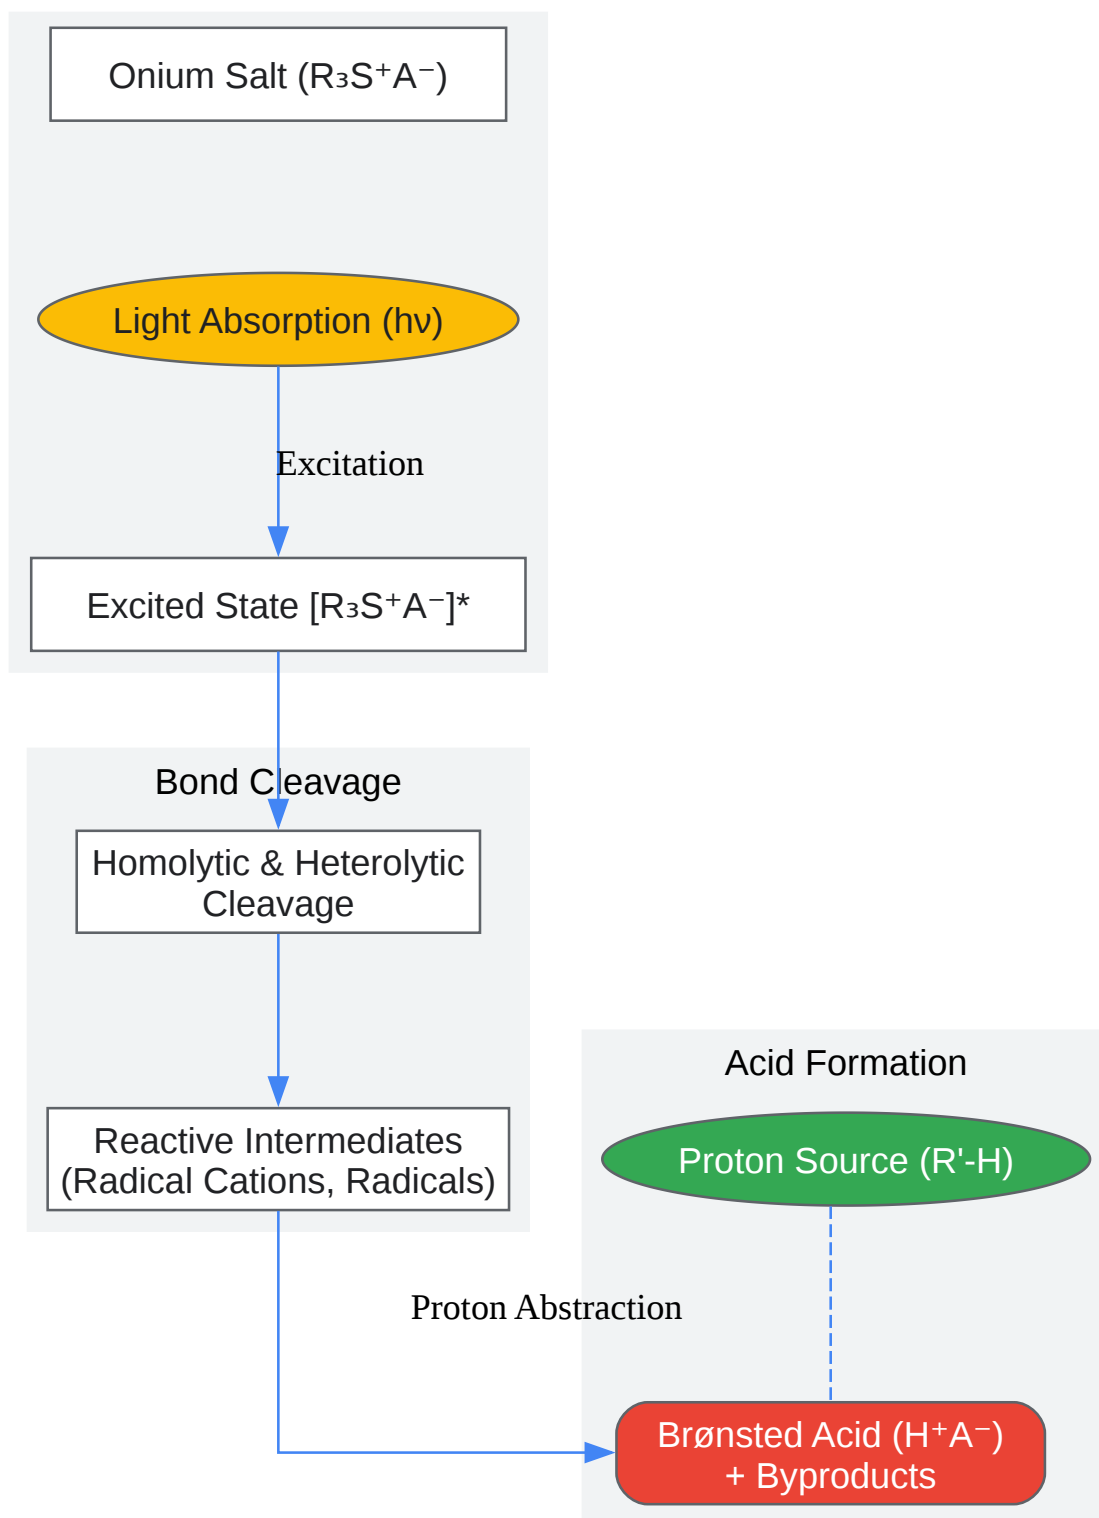 Onium Salt (R₃S⁺A⁻)
Light Absorption (hν)
Excitation
Excited State [R₃S⁺A⁻]*
Bond Cleavage
Homolytic & Heterolytic
Cleavage
Reactive Intermediates
(Radical Cations, Radicals)
Acid Formation
Proton Source (R'-H)
Proton Abstraction
Brønsted Acid (H⁺A⁻)
+ Byproducts